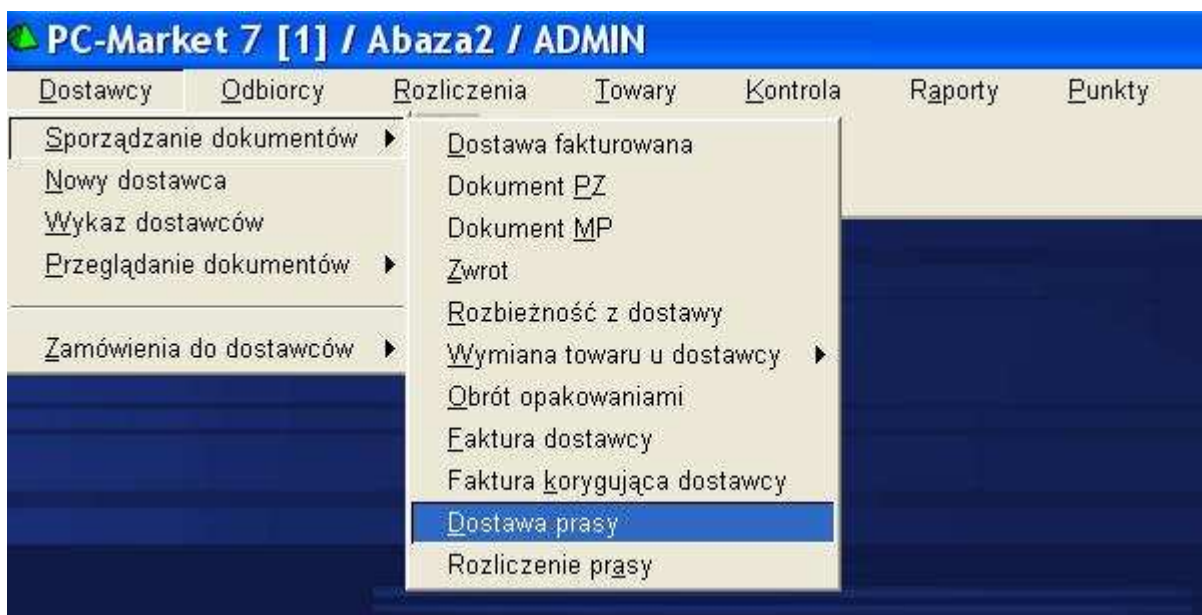 PC-Market 7 [1] / Abaza2 / ADMIN
Dostawcy Odbiorcy Rozliczenia Towary Kontrola Raporty Punkty
Sporządzanie dokumentów
Nowy dostawca
Wykaz dostawców
Przeglądanie dokumentów
Zamówienia do dostawców
Dostawa fakturowana
Dokument PZ
Dokument MP
Zwrot
Rozbieżność z dostawy
Wymiana towaru u dostawcy
Obrót opakowaniami
Faktura dostawcy
Faktura korygująca dostawcy
Dostawa prasy
Rozliczenie prasy